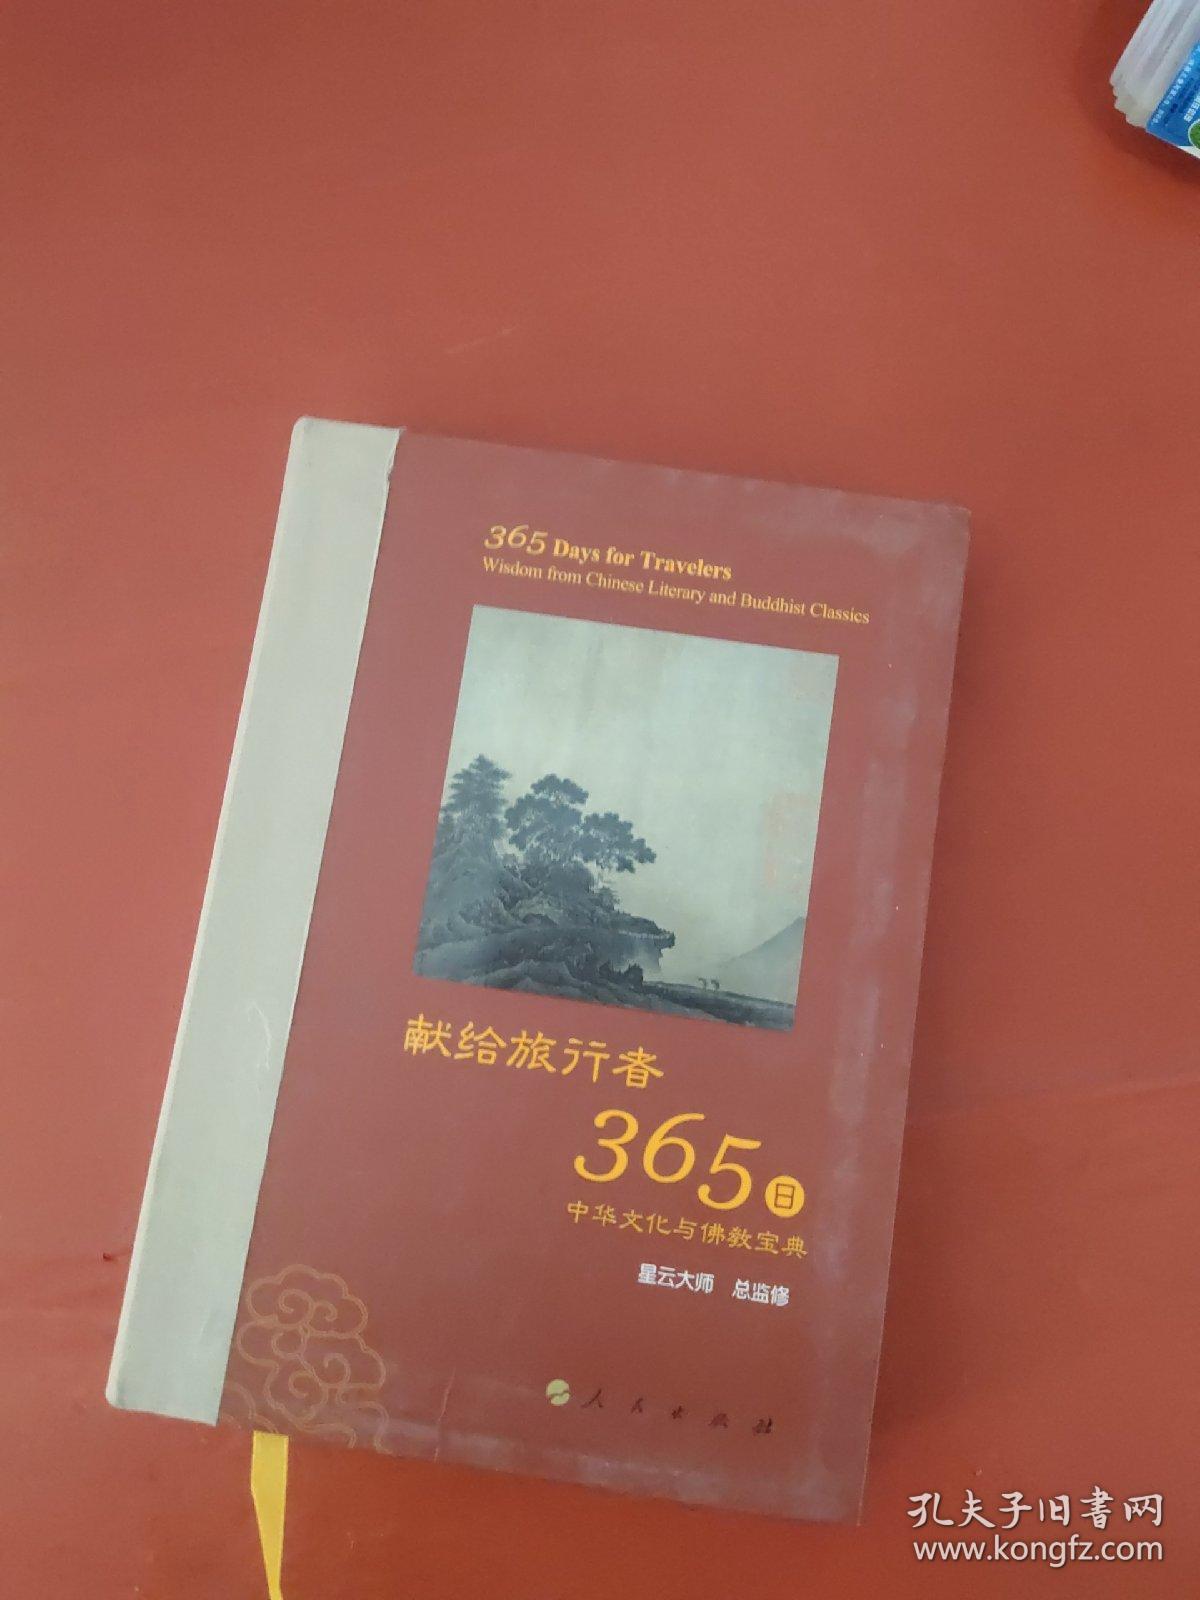 365 Days for Travelers
Wisdom from Chinese Literary and Buddhist Classics
献给旅行者
365日
中华文化与佛教宝典
星云大师 总监修
人民出版社
孔夫子旧书网
www.kongfz.com